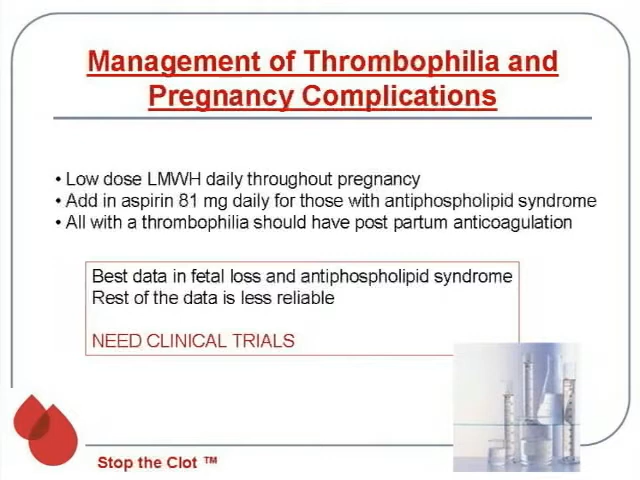 Management of Thrombophilia and
Pregnancy Complications
• Low dose LMWH daily throughout pregnancy
• Add in aspirin 81 mg daily for those with antiphospholipid syndrome
• All with a thrombophilia should have post partum anticoagulation
Best data in fetal loss and antiphospholipid syndrome
Rest of the data is less reliable
NEED CLINICAL TRIALS
Stop the Clot ™